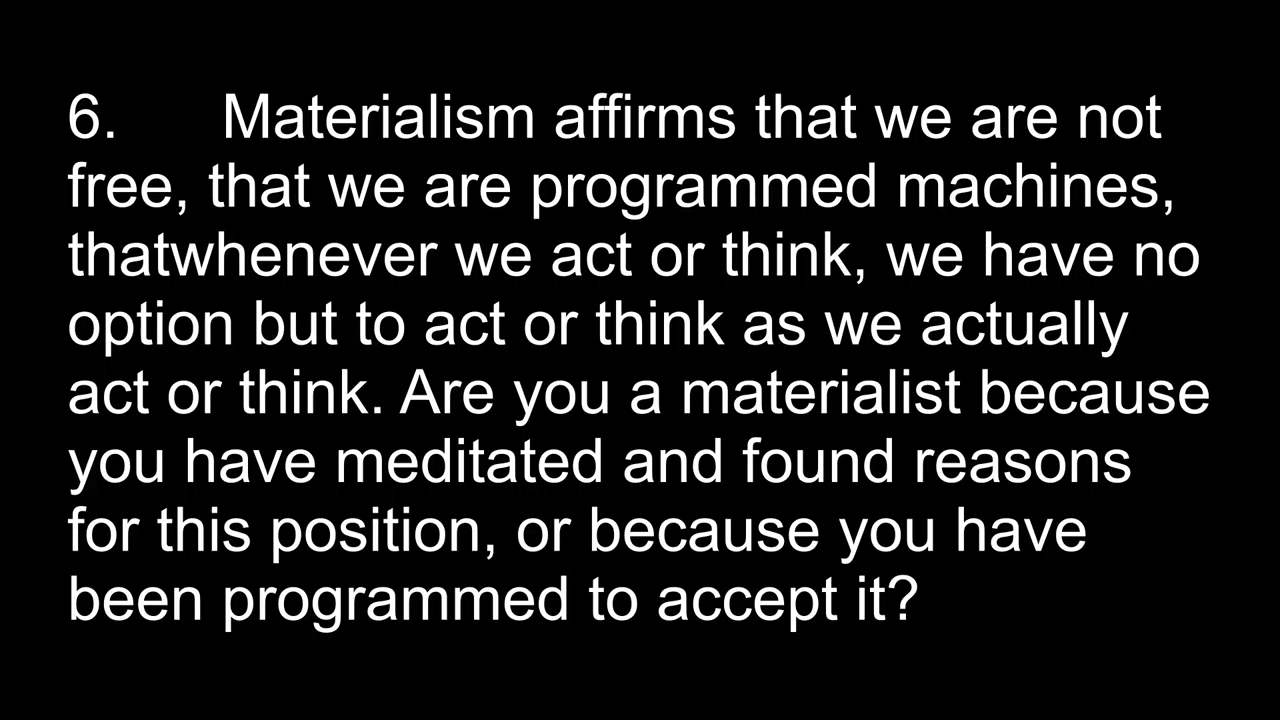 6. Materialism affirms that we are not
free, that we are programmed machines,
thatwhenever we act or think, we have no
option but to act or think as we actually
act or think. Are you a materialist because
you have meditated and found reasons
for this position, or because you have
been programmed to accept it?